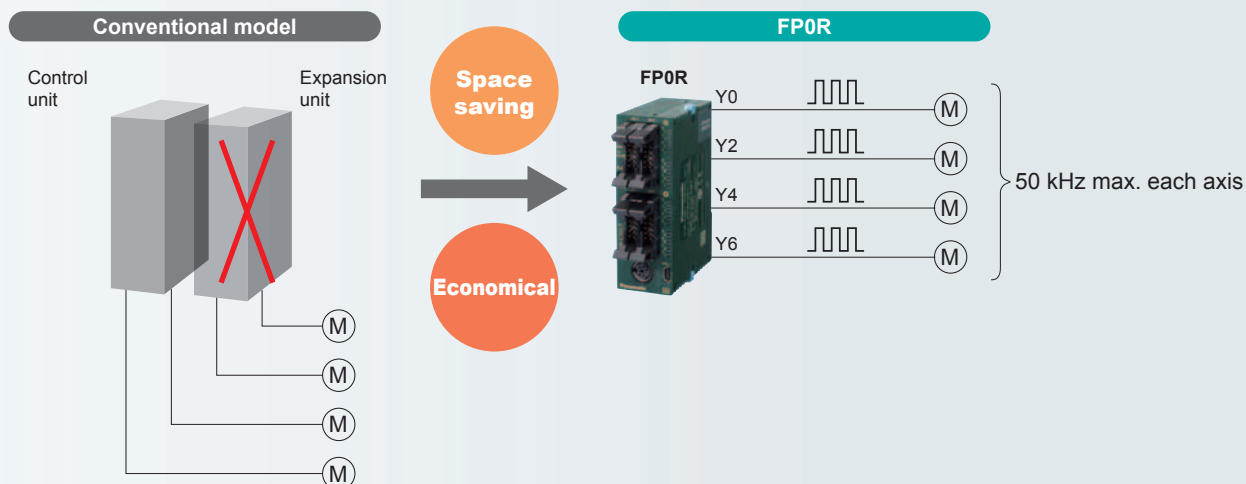 Conventional model
Control
unit
Expansion
unit
M
M
M
M
Space
saving
Economical
FP0R
FP0R
Y0
M
Y2
M
Y4
M
Y6
M
50 kHz max. each axis
Panasonic